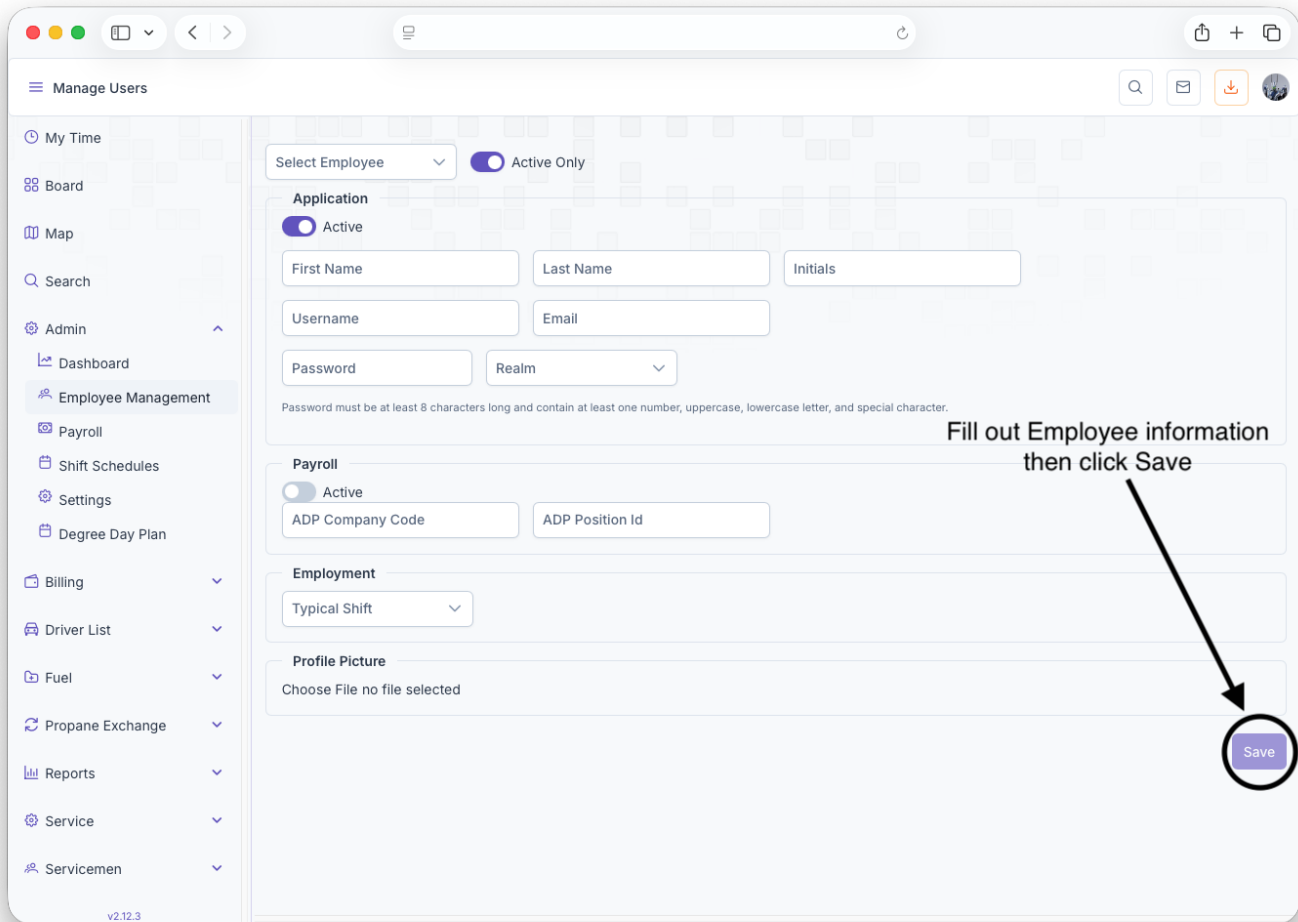 Manage Users
My Time
Board
Map
Search
Admin
Dashboard
Employee Management
Payroll
Shift Schedules
Settings
Degree Day Plan
Billing
Driver List
Fuel
Propane Exchange
Reports
Service
Servicemen
v2.12.3
Select Employee Active Only
Application
Active
First Name Last Name Initials
Username Email
Password Realm
Password must be at least 8 characters long and contain at least one number, uppercase, lowercase letter, and special character.
Fill out Employee information
then click Save
Payroll
Active
ADP Company Code ADP Position Id
Employment
Typical Shift
Profile Picture
Choose File no file selected
Save